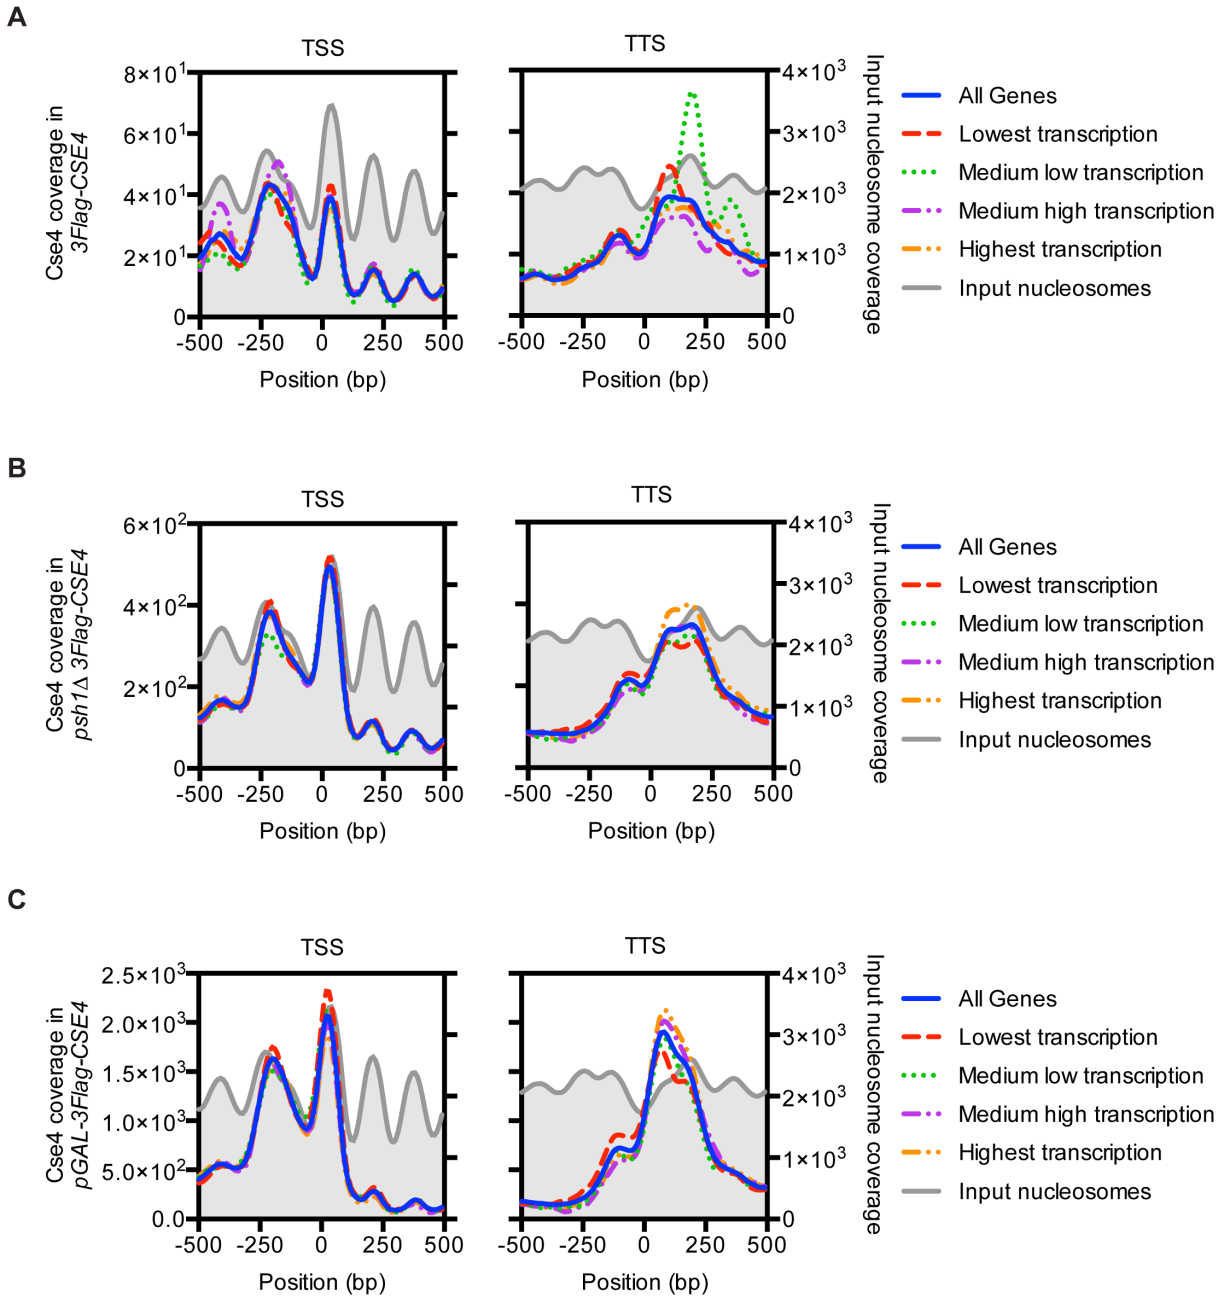 A
TSS
TTS
8×10¹
6×10¹
4×10¹
2×10¹
0
Cse4 coverage in
3Flag-CSE4
4×10³
3×10³
2×10³
1×10³
0
Input nucleosome coverage
-500 -250 0 250 500
-500 -250 0 250 500
Position (bp)
Position (bp)
All Genes
Lowest transcription
Medium low transcription
Medium high transcription
Highest transcription
Input nucleosomes
B
TSS
TTS
6×10²
4×10²
2×10²
0
Cse4 coverage in
psh1Δ 3Flag-CSE4
4×10³
3×10³
2×10³
1×10³
0
Input nucleosome coverage
-500 -250 0 250 500
-500 -250 0 250 500
Position (bp)
Position (bp)
All Genes
Lowest transcription
Medium low transcription
Medium high transcription
Highest transcription
Input nucleosomes
C
TSS
TTS
2.5×10³
2.0×10³
1.5×10³
1.0×10³
5.0×10²
0.0
Cse4 coverage in
pGAL-3Flag-CSE4
4×10³
3×10³
2×10³
1×10³
0
Input nucleosome coverage
-500 -250 0 250 500
-500 -250 0 250 500
Position (bp)
Position (bp)
All Genes
Lowest transcription
Medium low transcription
Medium high transcription
Highest transcription
Input nucleosomes